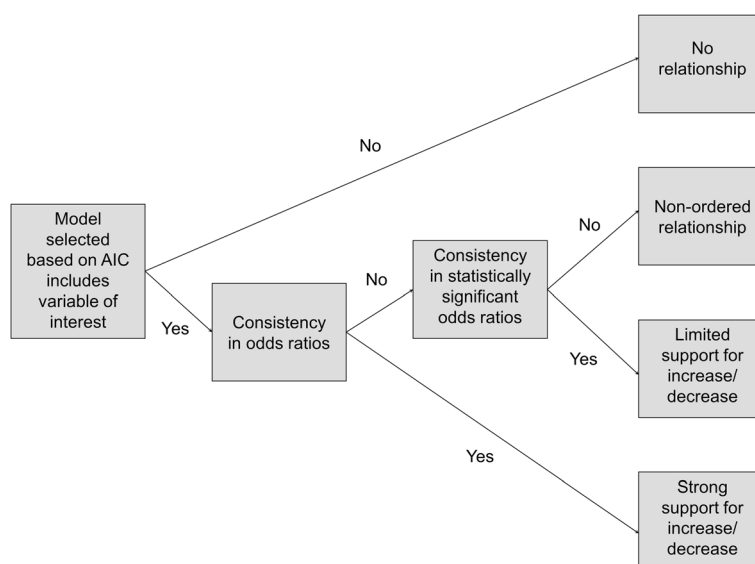 No
relationship
No
Model
selected
based on AIC
includes
variable of
interest
Yes
Consistency
in odds ratios
No
Consistency
in statistically
significant
odds ratios
No
Non-ordered
relationship
Yes
Limited
support for
increase/
decrease
Yes
Strong
support for
increase/
decrease